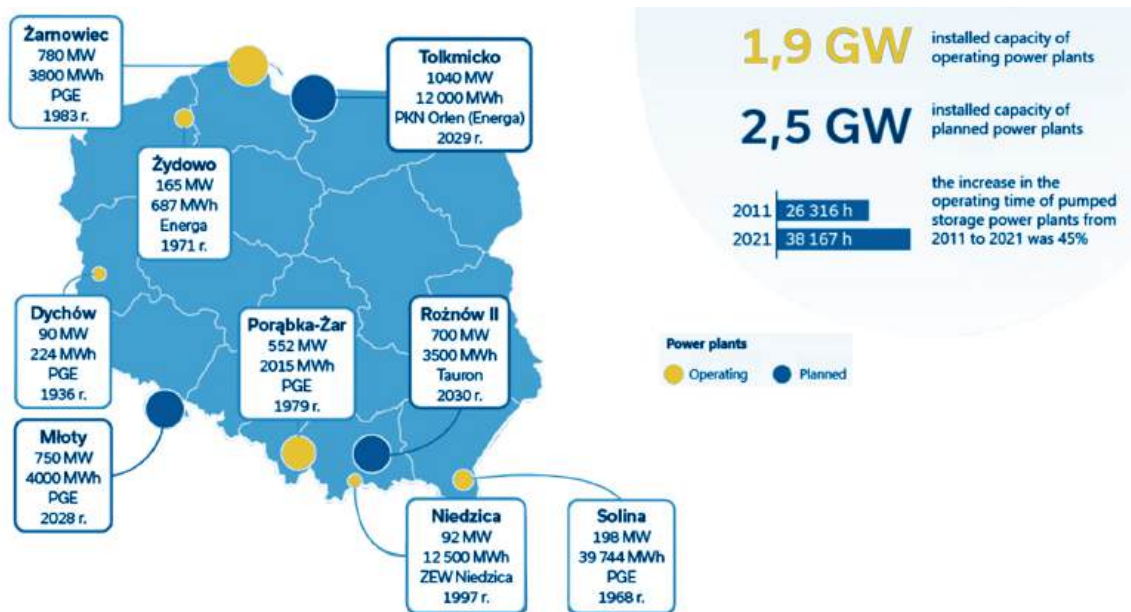 Żarnowiec
780 MW
3800 MWh
PGE
1983 r.
Tolkmicko
1040 MW
12 000 MWh
PKN Orlen (Energa)
2029 r.
Żydowo
165 MW
687 MWh
Energa
1971 r.
Dychów
90 MW
224 MWh
PGE
1936 r.
Porąbka-Żar
552 MW
2015 MWh
PGE
1979 r.
Rożnów II
700 MW
3500 MWh
Tauron
2030 r.
Młoty
750 MW
4000 MWh
PGE
2028 r.
Niedzica
92 MW
12 500 MWh
ZEW Niedzica
1997 r.
Solina
198 MW
39 744 MWh
PGE
1968 r.
1,9 GW
installed capacity of
operating power plants
2,5 GW
installed capacity of
planned power plants
2011 26 316 h
2021 38 167 h
the increase in the
operating time of pumped
storage power plants from
2011 to 2021 was 45%
Power plants
Operating
Planned